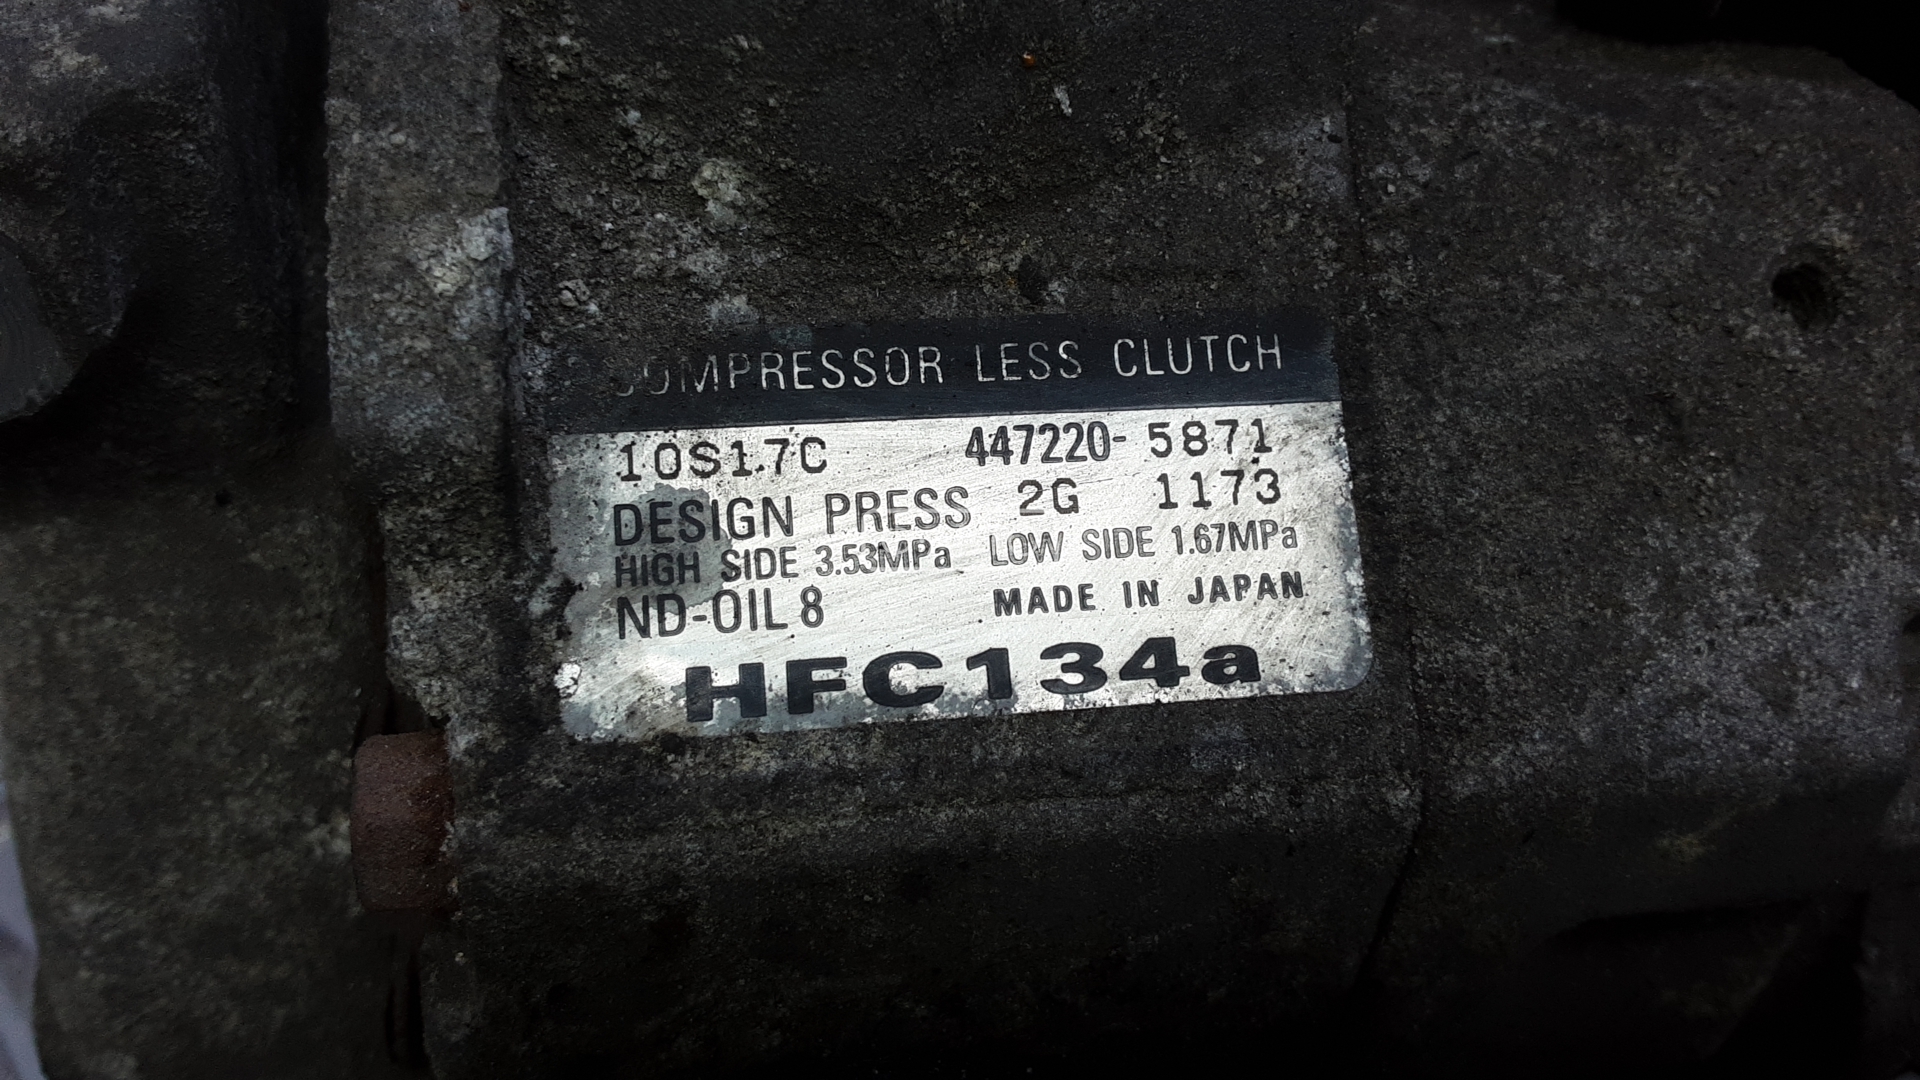 COMPRESSOR LESS CLUTCH
10S17C 447220-5871
DESIGN PRESS 2G 1173
HIGH SIDE 3.53MPa LOW SIDE 1.67MPa
ND-OIL 8 MADE IN JAPAN
HFC134a